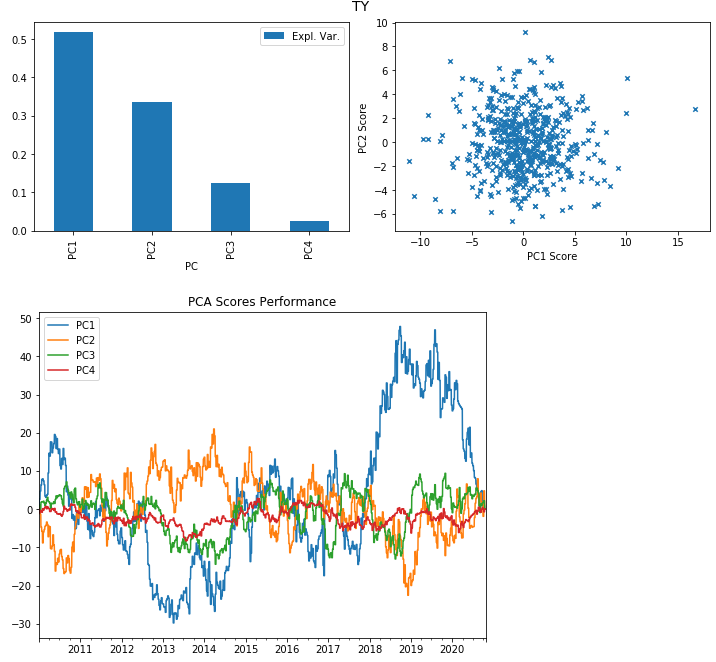 TY
0.5
0.4
0.3
0.2
0.1
0.0
Expl. Var.
PC1
PC2
PC3
PC4
PC
10
8
6
4
2
0
−2
−4
−6
PC2 Score
−10
−5
0
5
10
15
PC1 Score
PCA Scores Performance
50
40
30
20
10
0
−10
−20
−30
PC1
PC2
PC3
PC4
2011
2012
2013
2014
2015
2016
2017
2018
2019
2020